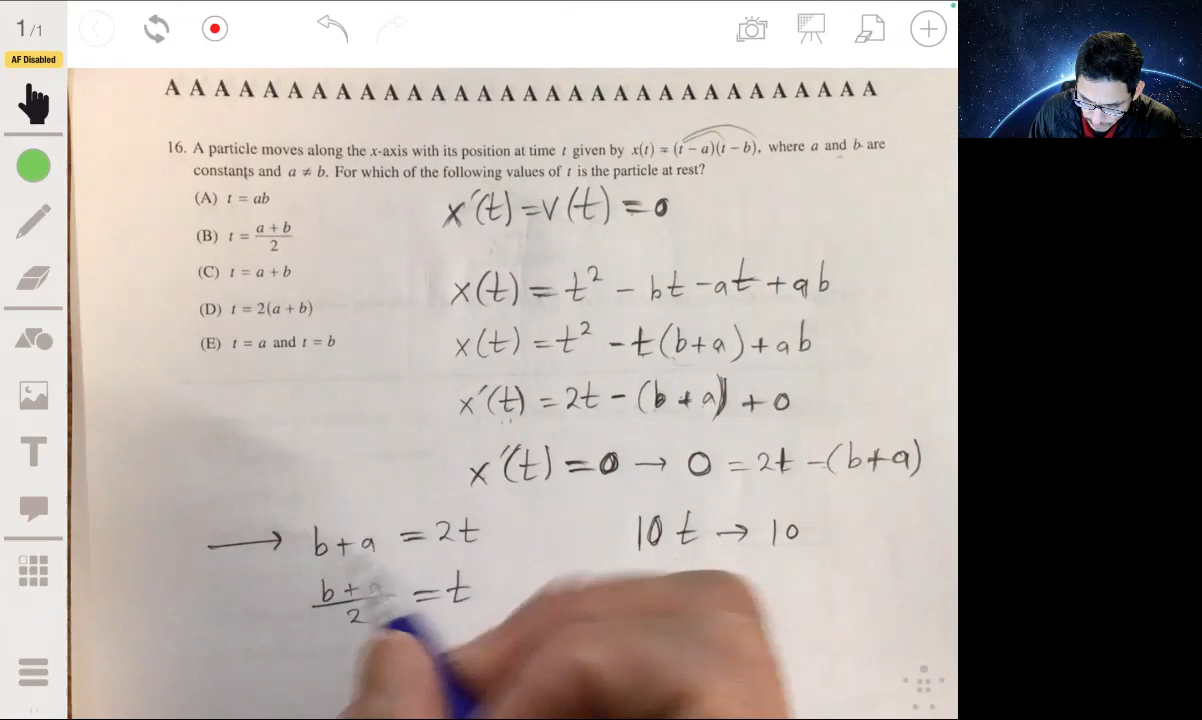 1/1
AF Disabled
A A A A A A A A A A A A A A A A A A A A A A A A A A A A A A
16. A particle moves along the x-axis with its position at time t given by x(t) = (t − a)(t − b), where a and b are
constants and a ≠ b. For which of the following values of t is the particle at rest?
(A) t = ab
(B) t = a + b / 2
(C) t = a + b
(D) t = 2(a + b)
(E) t = a and t = b
x'(t) = v(t) = 0
x(t) = t² − bt − at + ab
x(t) = t² − t(b+a) + ab
x'(t) = 2t − (b + a) + 0
x'(t) = 0 → 0 = 2t − (b+a)
→ b+a = 2t
10t → 10
b + / 2 = t
T